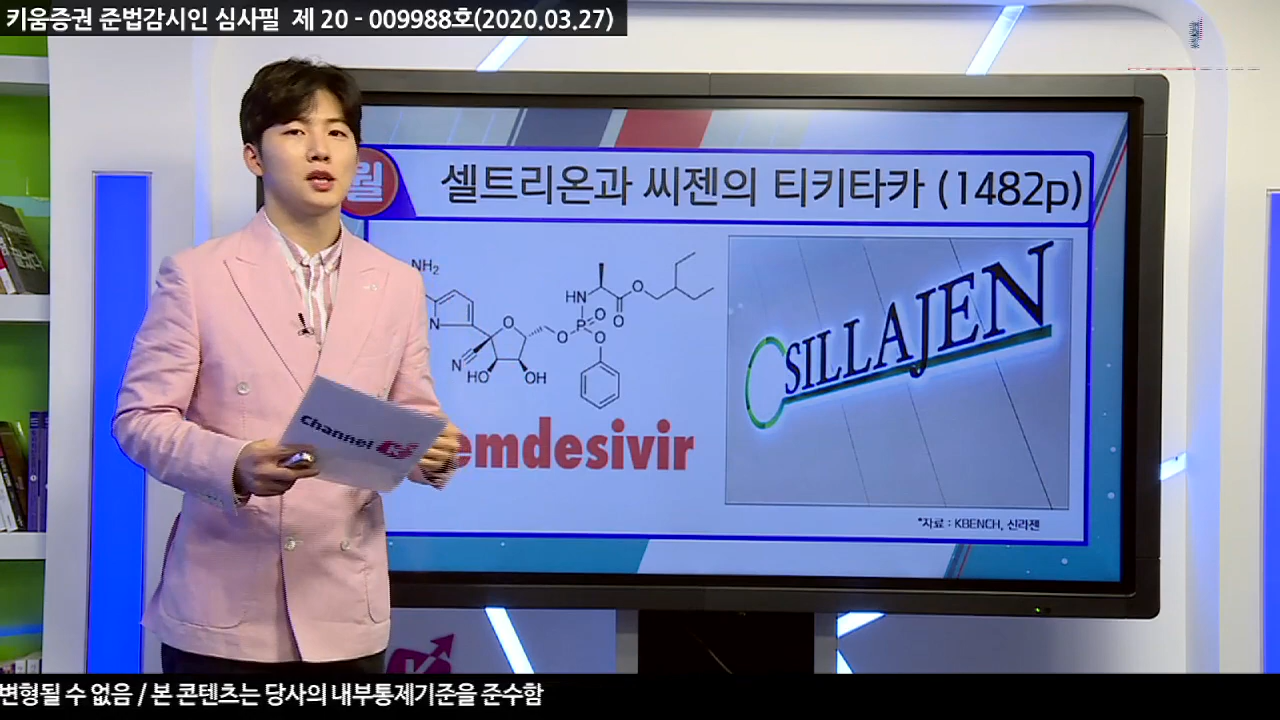 키움증권 준법감시인 심사필 제 20 - 009988호(2020.03.27)
월
셀트리온과 씨젠의 티키타카 (1482p)
NH₂
N
HN
O
O
O
P
O
O
O
N
HO
OH
emdesivir
SILLAJEN
*자료 : KBENCH, 신라젠
channel K
변형될 수 없음 / 본 콘텐츠는 당사의 내부통제기준을 준수함